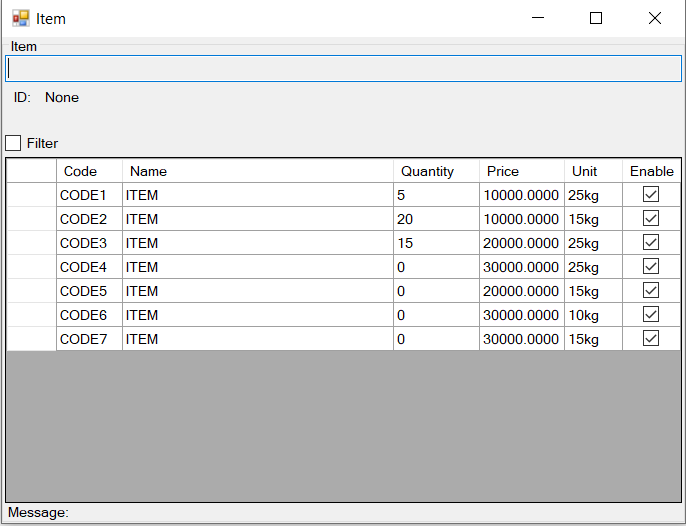 Item
Item
ID: None
Filter
Code Name Quantity Price Unit Enable
CODE1 ITEM 5 10000.0000 25kg
CODE2 ITEM 20 10000.0000 15kg
CODE3 ITEM 15 20000.0000 25kg
CODE4 ITEM 0 30000.0000 25kg
CODE5 ITEM 0 20000.0000 15kg
CODE6 ITEM 0 30000.0000 10kg
CODE7 ITEM 0 30000.0000 15kg
Message: